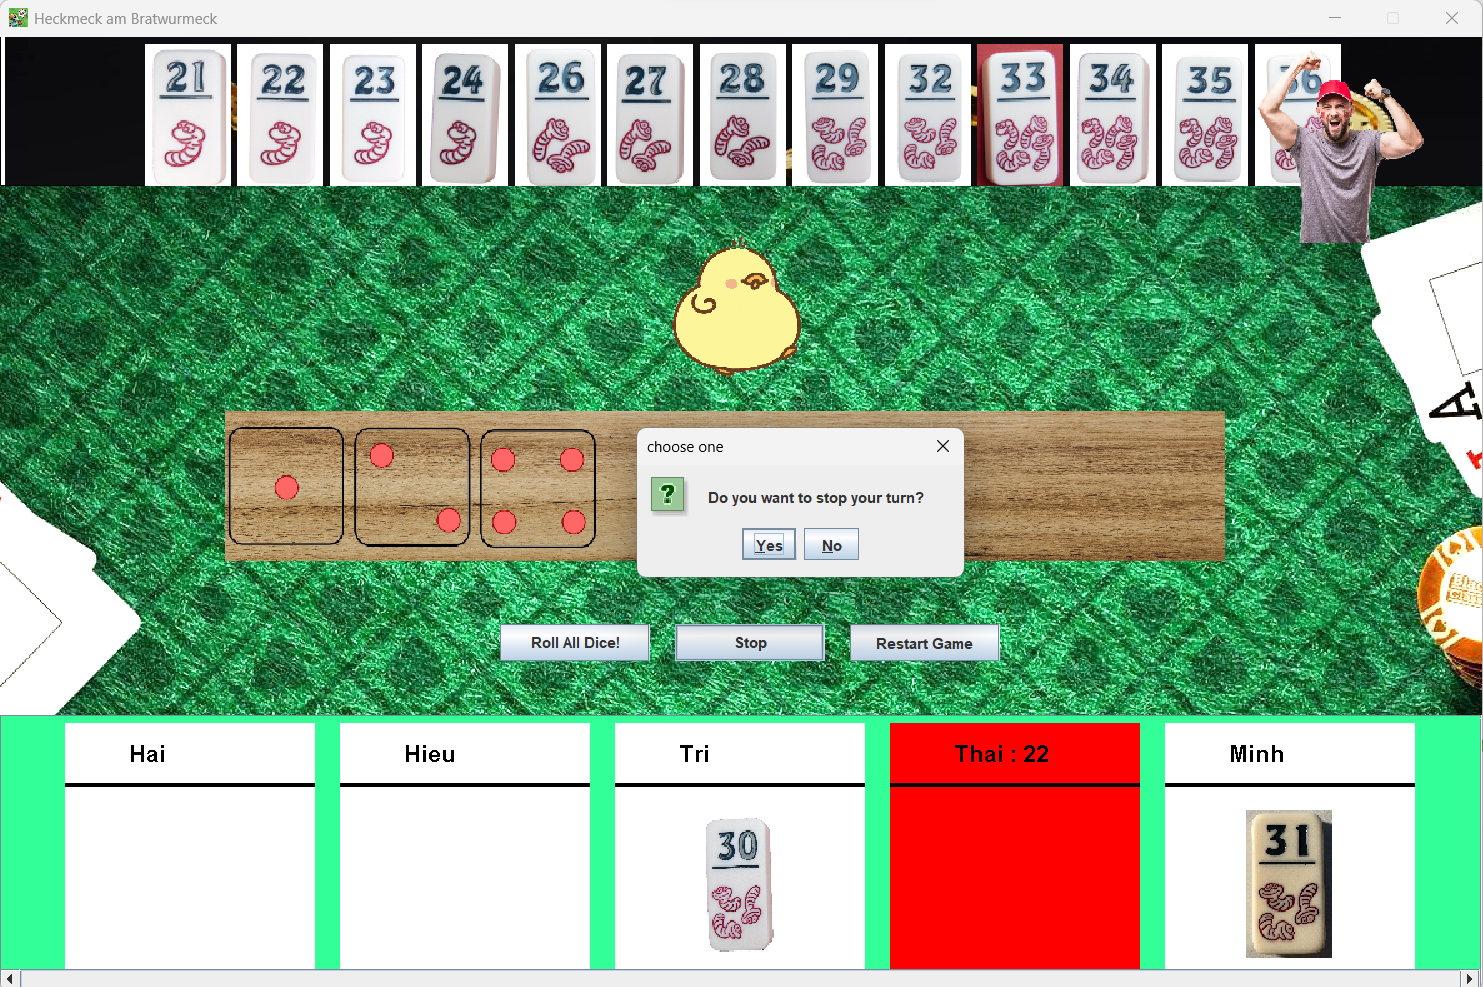 Heckmeck am Bratwurmeck
21 22 23 24 26 27 28 29 32 33 34 35 36
A
choose one
?
Do you want to stop your turn?
Yes No
Roll All Dice! Stop Restart Game
Hai Hieu Tri Thai : 22 Minh
30 31